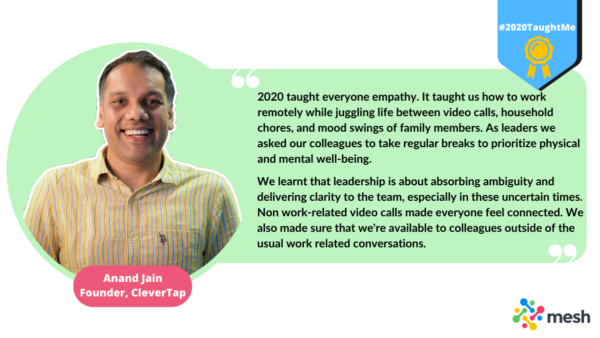 #2020TaughtMe
2020 taught everyone empathy. It taught us how to work
remotely while juggling life between video calls, household
chores, and mood swings of family members. As leaders we
asked our colleagues to take regular breaks to prioritize physical
and mental well-being.
We learnt that leadership is about absorbing ambiguity and
delivering clarity to the team, especially in these uncertain times.
Non work-related video calls made everyone feel connected. We
also made sure that we're available to colleagues outside of the
usual work related conversations.
Anand Jain
Founder, CleverTap
mesh